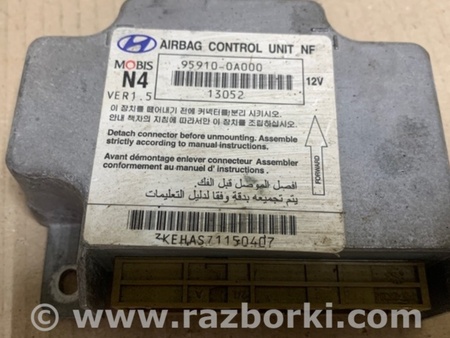 AIRBAG CONTROL UNIT NF
MOBIS
95910-0A000
N4
12V
VER1.5
13052
이 장치를 떼어내기 전에 커넥터를 분리 시키시오.
안내 책자의 지침에 따라서만 이 장치를 조립하십시오.
Detach connector before unmounting. Assemble
strictly according to manual instructions.
Avant démontage enlever connecteur Assembler
conformement au manuel d' instructions.
افصل الموصل قبل الفك.
يتم تجميعه بدقة وفقا لدليل التعليمات
FORWARD
ZKEHAS71150407
www.razborki.com